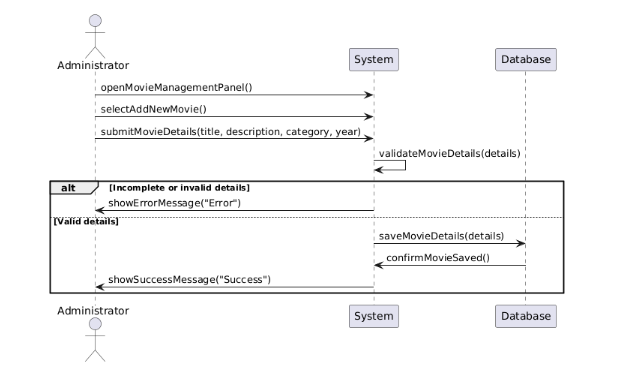 Administrator System Database
openMovieManagementPanel()
selectAddNewMovie()
submitMovieDetails(title, description, category, year)
validateMovieDetails(details)
alt [Incomplete or invalid details]
showErrorMessage("Error")
[Valid details]
saveMovieDetails(details)
confirmMovieSaved()
showSuccessMessage("Success")
Administrator System Database